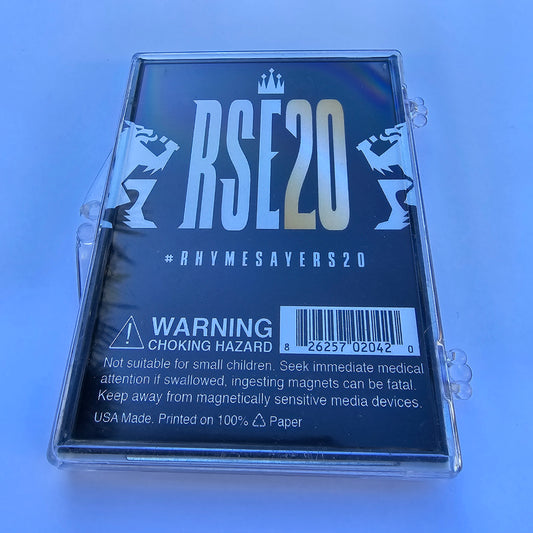 RSE20
#RHYMESAYERS20
WARNING
CHOKING HAZARD
8 26257 02042 0
Not suitable for small children. Seek immediate medical
attention if swallowed, ingesting magnets can be fatal.
Keep away from magnetically sensitive media devices.
USA Made. Printed on 100% Paper